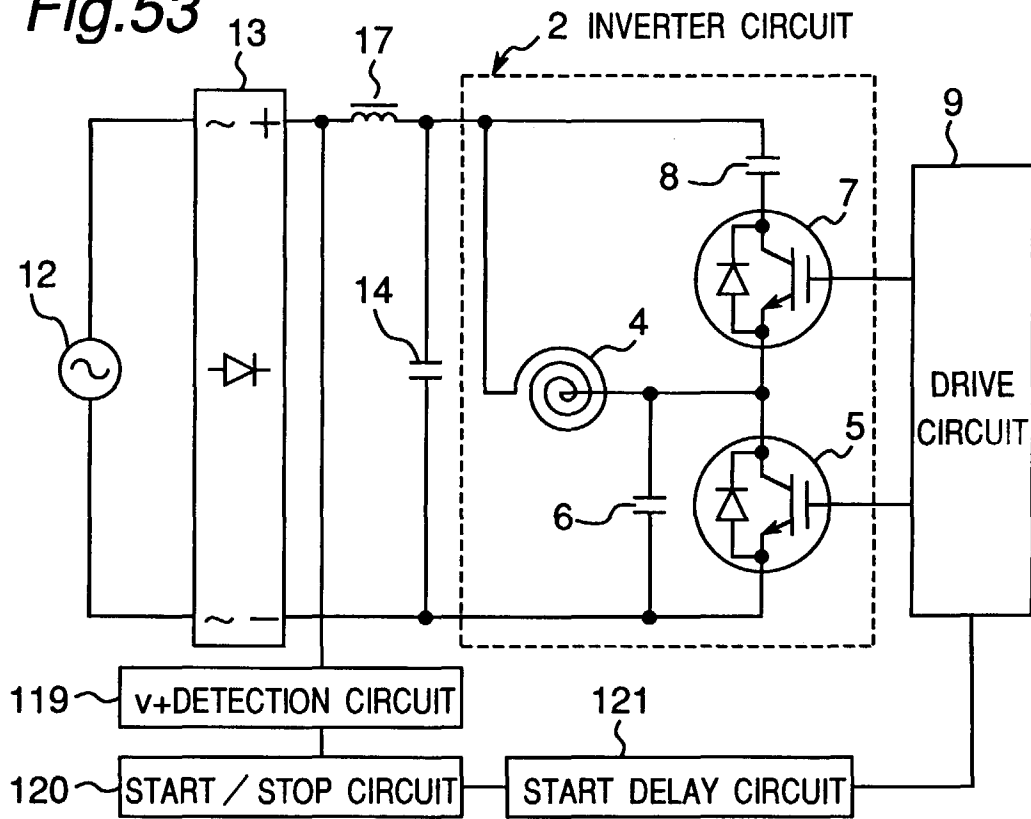 Fig.53
2 INVERTER CIRCUIT
13
17
9
~ +
8
7
12
14
4
5
DRIVE
CIRCUIT
6
~ −
119
v+DETECTION CIRCUIT
121
120
START / STOP CIRCUIT
START DELAY CIRCUIT